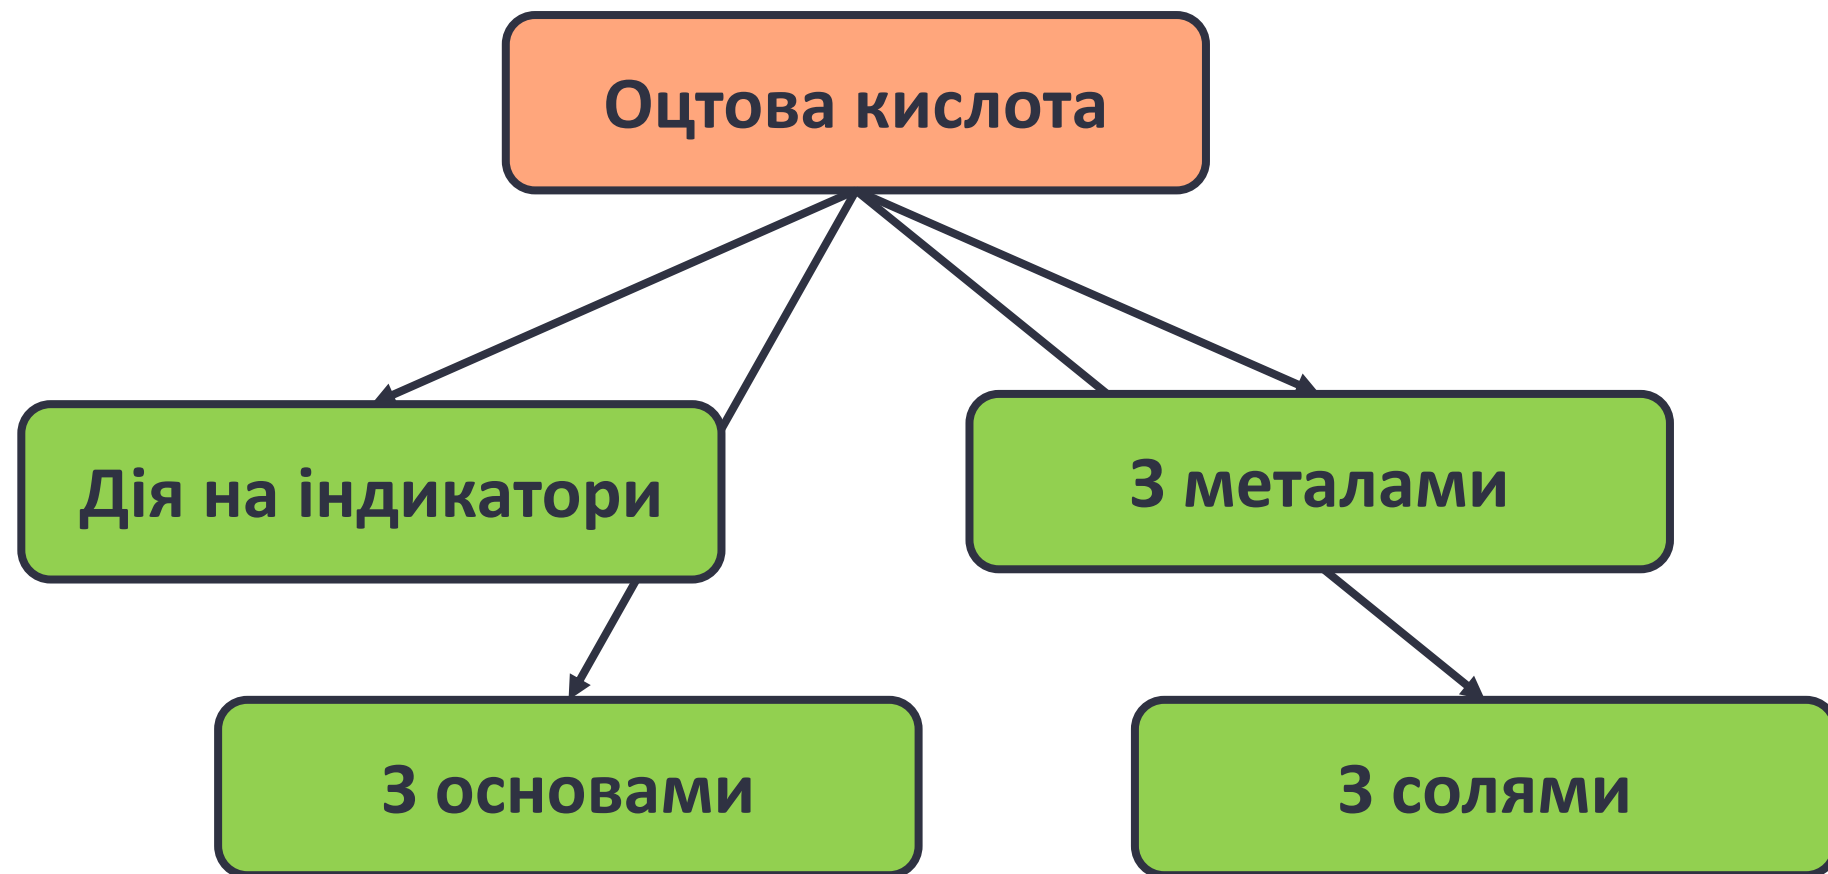 Оцтова кислота
Дія на індикатори
З металами
З основами
З солями